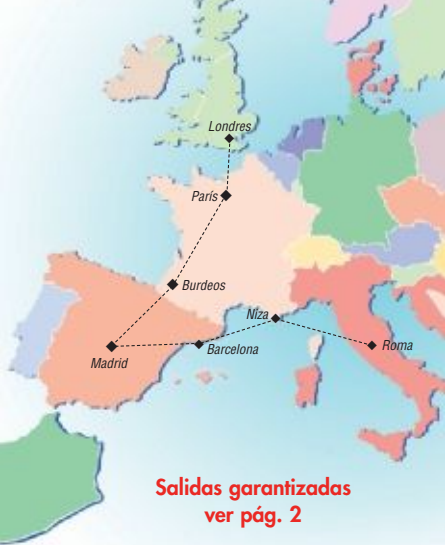 Londres
París
Burdeos
Niza
Madrid
Barcelona
Roma
Salidas garantizadas
ver pág. 2